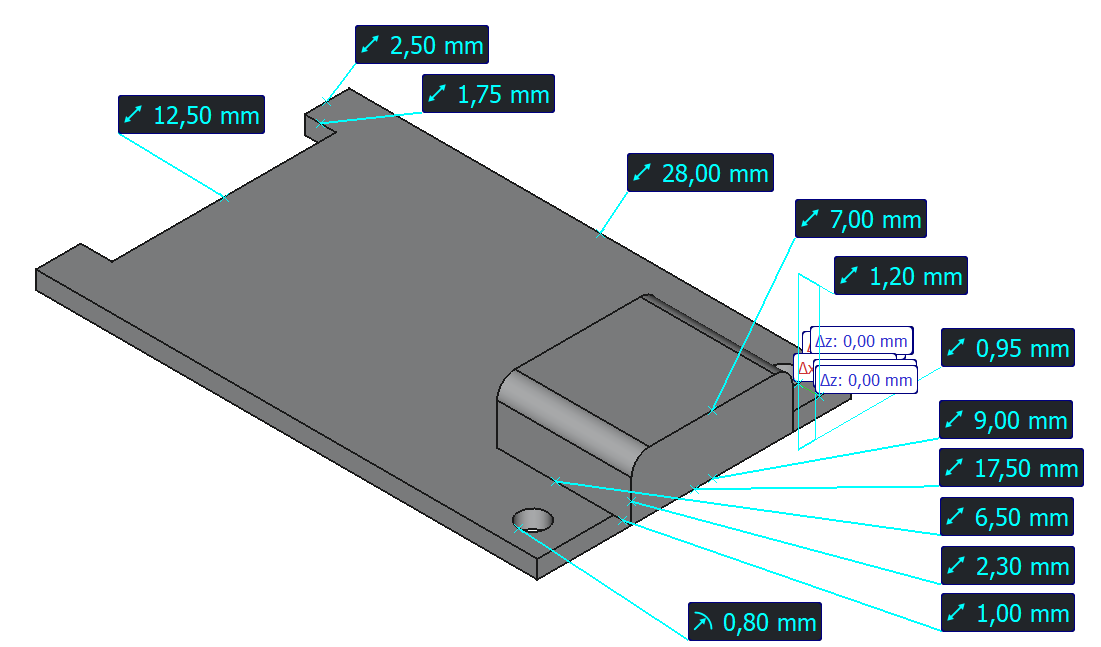 2,50 mm
1,75 mm
12,50 mm
28,00 mm
7,00 mm
1,20 mm
Δz: 0,00 mm
0,95 mm
Δx
Δz: 0,00 mm
9,00 mm
17,50 mm
6,50 mm
2,30 mm
1,00 mm
0,80 mm